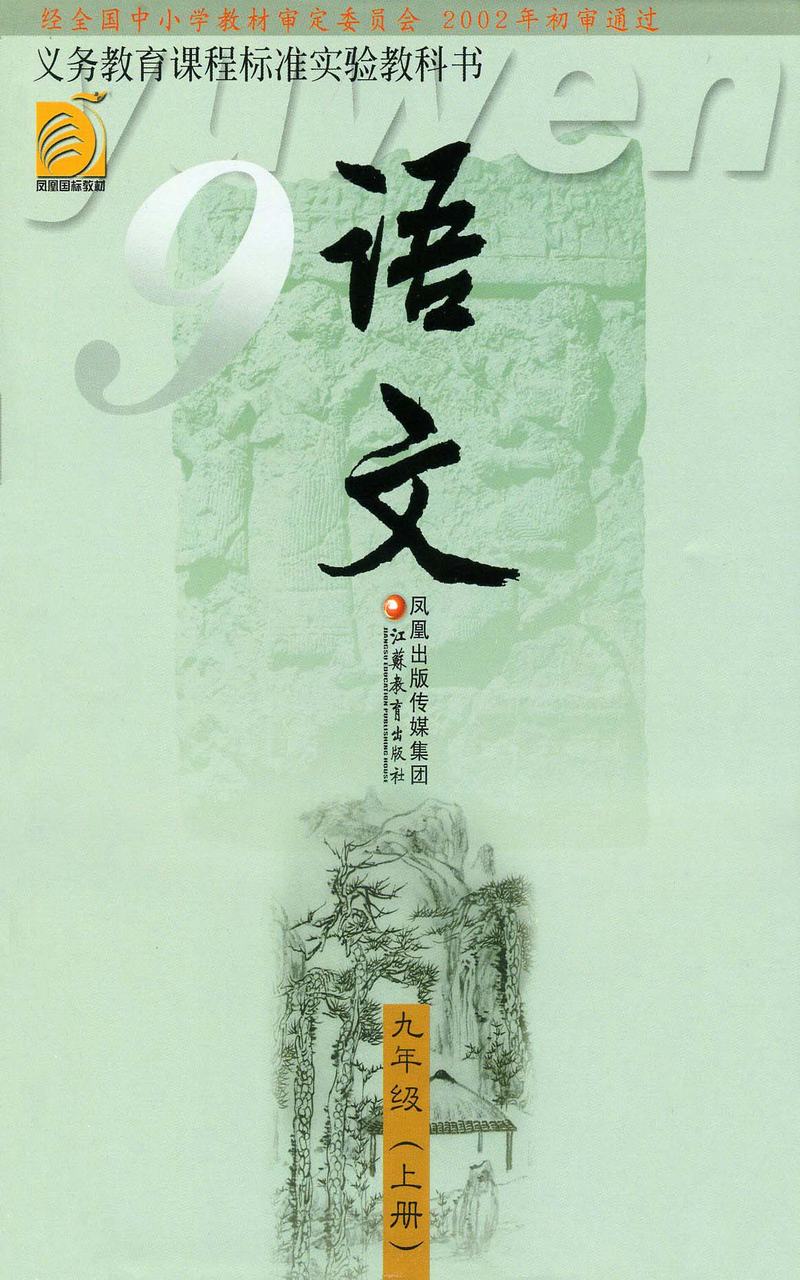 经全国中小学教材审定委员会 2002年初审通过
义务教育课程标准实验教科书
yuwen
凤凰国标教材
9
语文
凤凰出版传媒集团
江苏教育出版社
JIANGSU EDUCATION PUBLISHING HOUSE
九年级（上册）